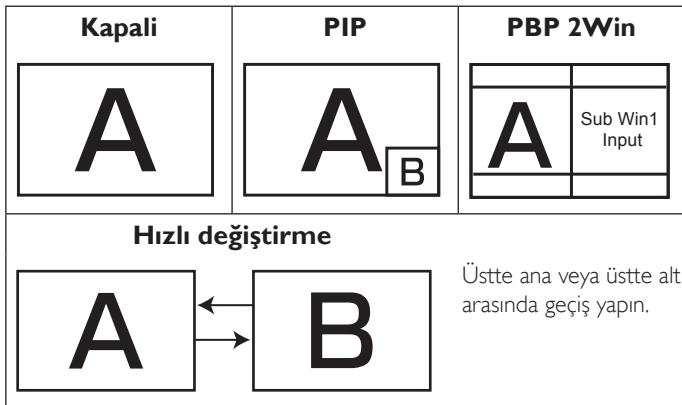 Kapali
PIP
PBP 2Win
A
A
B
A
Sub Win1
Input
Hızlı değiştirme
A
B
Üstte ana veya üstte alt
arasında geçiş yapın.